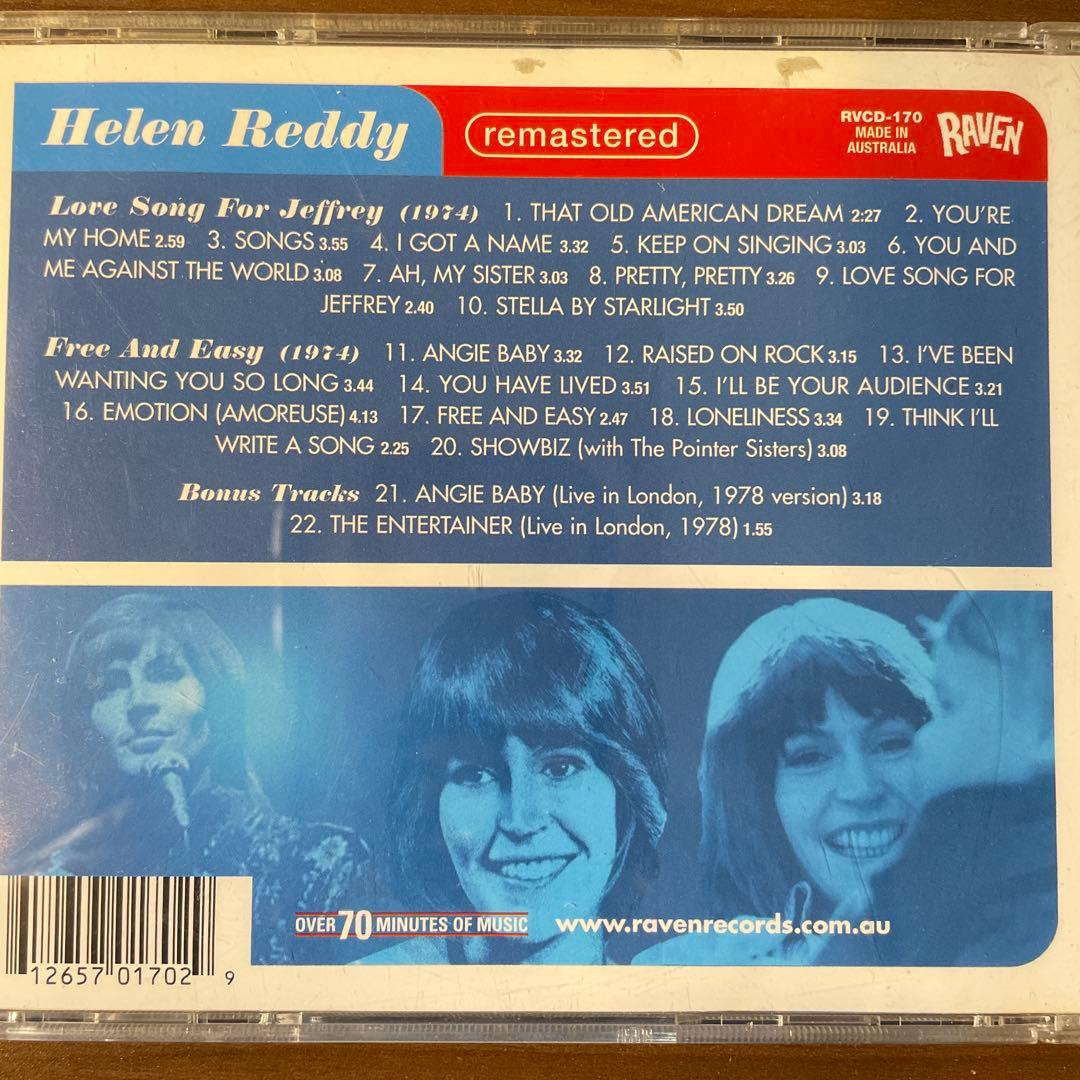 Helen Reddy
remastered
RVCD-170
MADE IN
AUSTRALIA
RAVEN
Love Song For Jeffrey (1974) 1. THAT OLD AMERICAN DREAM 2:27 2. YOU'RE
MY HOME 2.59 3. SONGS 3.55 4. I GOT A NAME 3.32 5. KEEP ON SINGING 3.03 6. YOU AND
ME AGAINST THE WORLD 3.08 7. AH, MY SISTER 3.03 8. PRETTY, PRETTY 3.26 9. LOVE SONG FOR
JEFFREY 2.40 10. STELLA BY STARLIGHT 3.50
Free And Easy (1974) 11. ANGIE BABY 3.32 12. RAISED ON ROCK 3.15 13. I'VE BEEN
WANTING YOU SO LONG 3.44 14. YOU HAVE LIVED 3.51 15. I'LL BE YOUR AUDIENCE 3.21
16. EMOTION (AMOREUSE) 4.13 17. FREE AND EASY 2.47 18. LONELINESS 3.34 19. THINK I'LL
WRITE A SONG 2.25 20. SHOWBIZ (with The Pointer Sisters) 3.08
Bonus Tracks 21. ANGIE BABY (Live in London, 1978 version) 3.18
22. THE ENTERTAINER (Live in London, 1978) 1.55
OVER 70 MINUTES OF MUSIC
www.ravenrecords.com.au
12657 01702 9